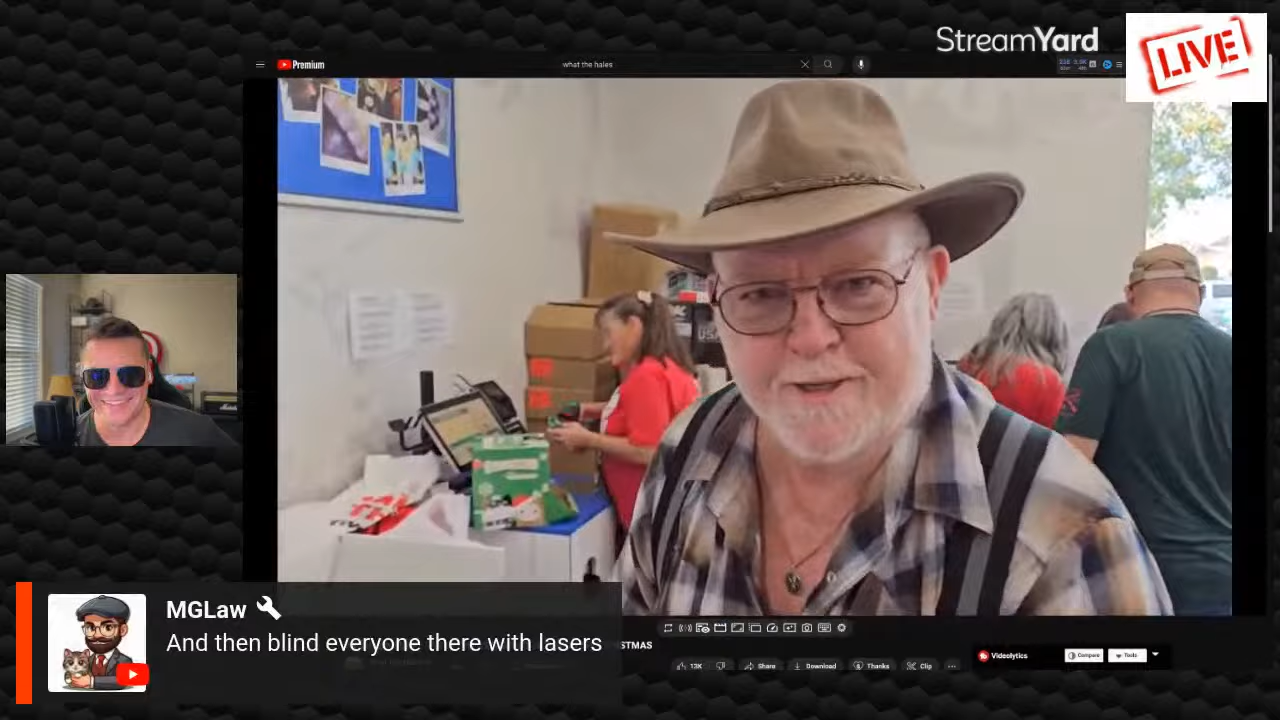 StreamYard
LIVE
Premium
what the hales
MGLaw
And then blind everyone there with lasers
STMAS
13K
Share
Download
Thanks
Clip
Videolytics
Compare
Tools